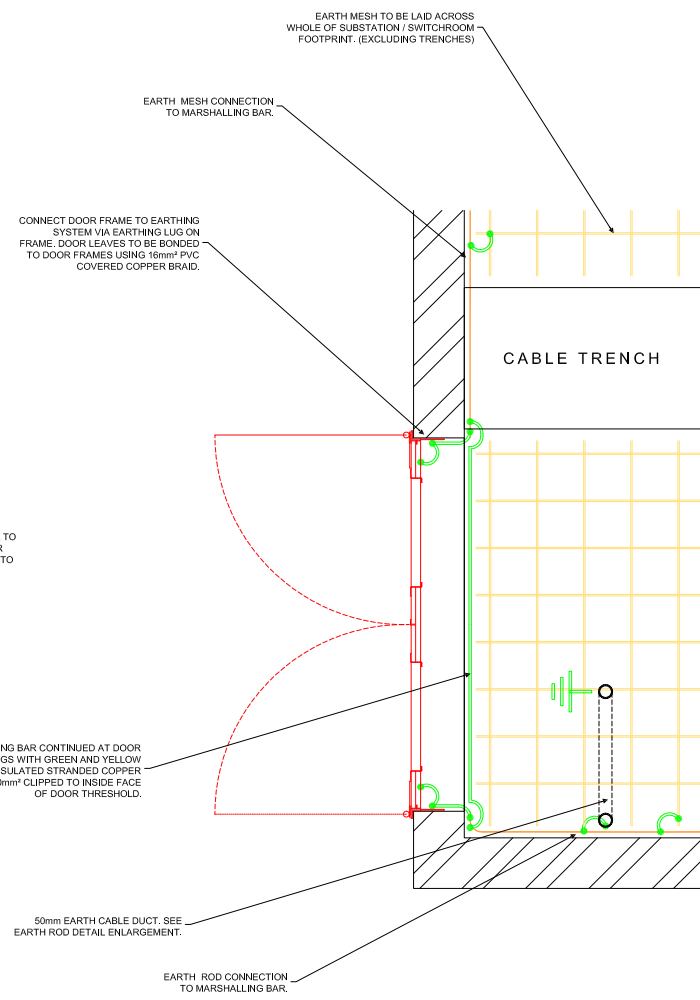 EARTH MESH TO BE LAID ACROSS
WHOLE OF SUBSTATION / SWITCHROOM
FOOTPRINT. (EXCLUDING TRENCHES)
EARTH MESH CONNECTION
TO MARSHALLING BAR.
CONNECT DOOR FRAME TO EARTHING
SYSTEM VIA EARTHING LUG ON
FRAME. DOOR LEAVES TO BE BONDED
TO DOOR FRAMES USING 16mm² PVC
COVERED COPPER BRAID.
CABLE TRENCH
TO
TO
BAR CONTINUED AT DOOR
WITH GREEN AND YELLOW
STRANDED COPPER
CLIPPED TO INSIDE FACE
OF DOOR THRESHOLD.
50mm EARTH CABLE DUCT. SEE
EARTH ROD DETAIL ENLARGEMENT.
EARTH ROD CONNECTION
TO MARSHALLING BAR.